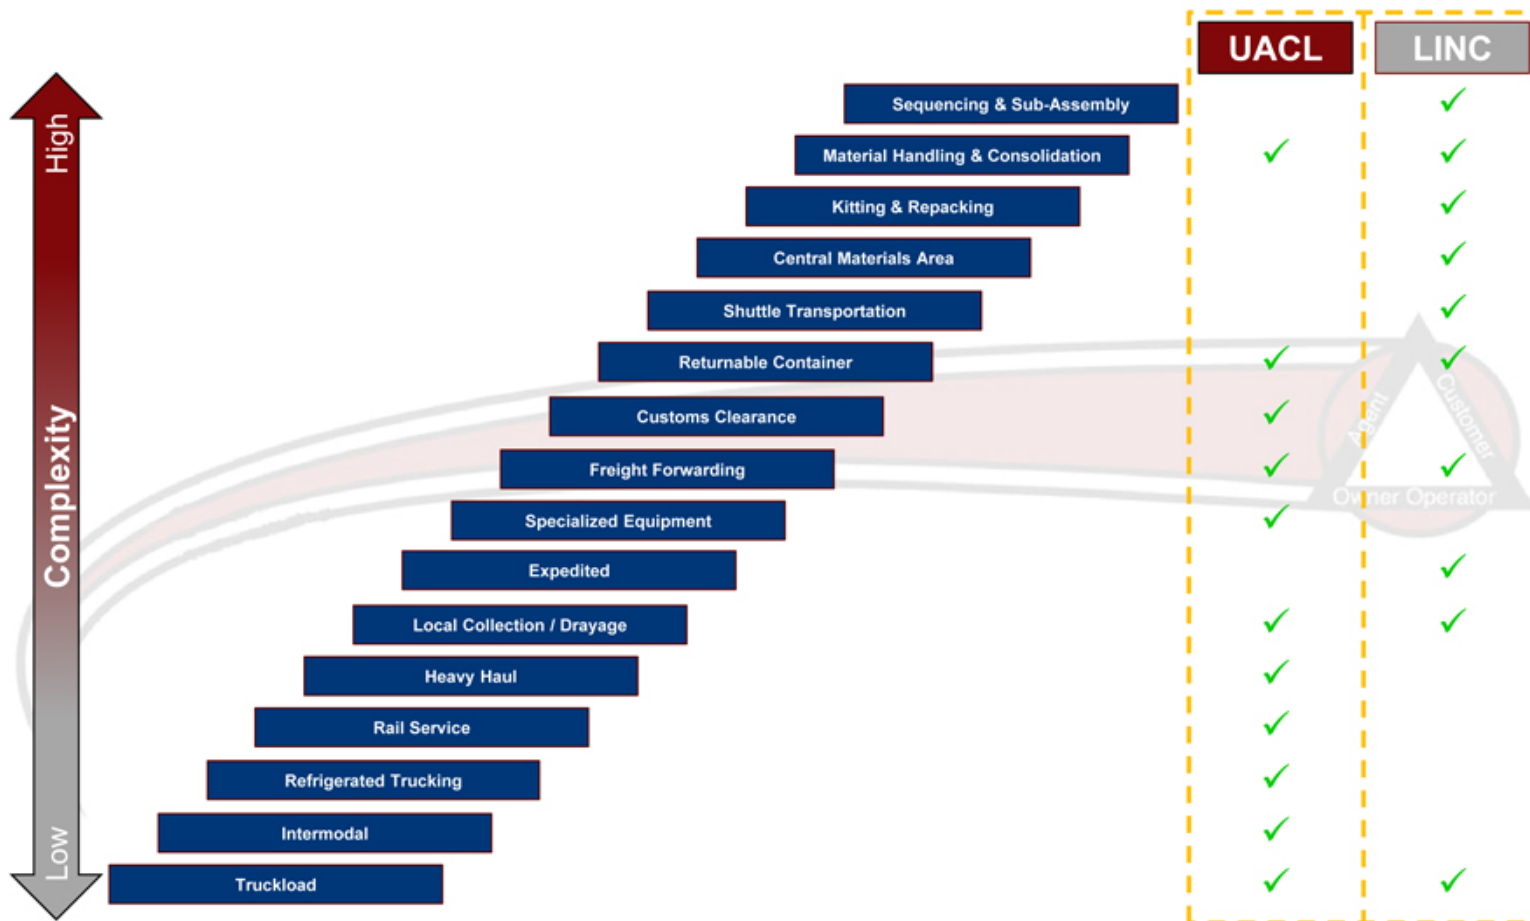 UACL LINC
High
Sequencing & Sub-Assembly ✓
Material Handling & Consolidation ✓ ✓
Kitting & Repacking ✓
Central Materials Area ✓
Shuttle Transportation ✓
Returnable Container ✓ ✓
Customs Clearance ✓
Freight Forwarding ✓ ✓
Specialized Equipment ✓
Expedited ✓
Local Collection / Drayage ✓ ✓
Heavy Haul ✓
Rail Service ✓
Refrigerated Trucking ✓
Intermodal ✓
Truckload ✓ ✓
Complexity
Low
Agent
Customer
Owner Operator